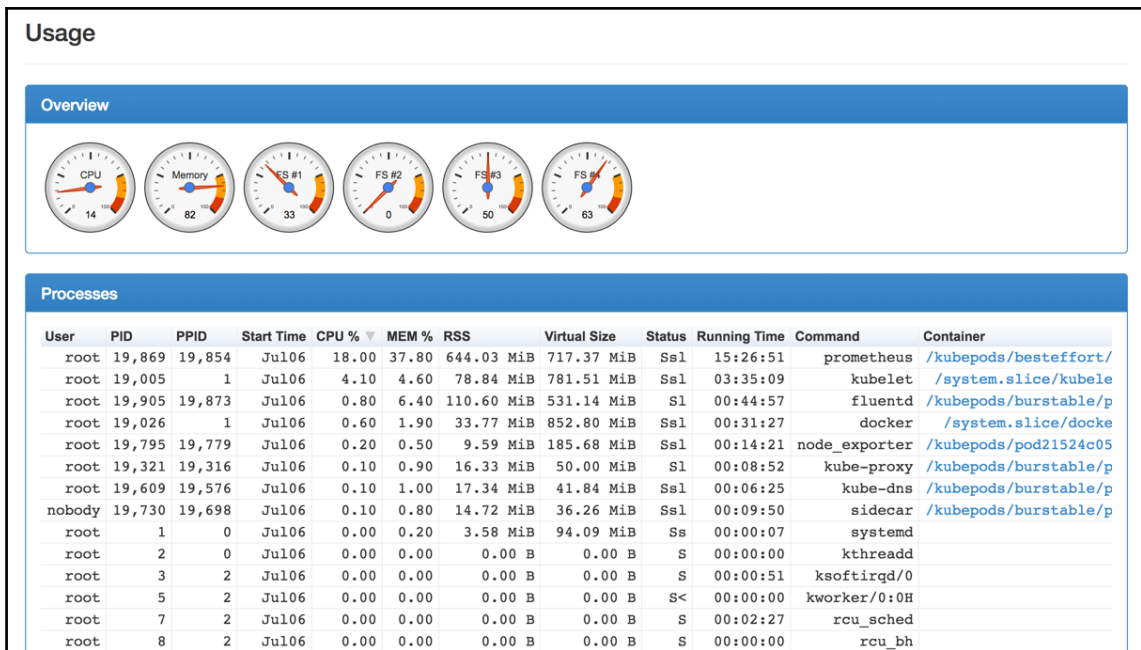 Usage
Overview
CPU 0 100 14
Memory 0 100 82
FS #1 0 100 33
FS #2 0 100 0
FS #3 0 100 50
FS #4 0 100 63
Processes
User PID PPID Start Time CPU % MEM % RSS Virtual Size Status Running Time Command Container
root 19,869 19,854 Jul06 18.00 37.80 644.03 MiB 717.37 MiB Ssl 15:26:51 prometheus /kubepods/besteffort/
root 19,005 1 Jul06 4.10 4.60 78.84 MiB 781.51 MiB Ssl 03:35:09 kubelet /system.slice/kubele
root 19,905 19,873 Jul06 0.80 6.40 110.60 MiB 531.14 MiB Sl 00:44:57 fluentd /kubepods/burstable/p
root 19,026 1 Jul06 0.60 1.90 33.77 MiB 852.80 MiB Ssl 00:31:27 docker /system.slice/docke
root 19,795 19,779 Jul06 0.20 0.50 9.59 MiB 185.68 MiB Ssl 00:14:21 node_exporter /kubepods/pod21524c05
root 19,321 19,316 Jul06 0.10 0.90 16.33 MiB 50.00 MiB Sl 00:08:52 kube-proxy /kubepods/burstable/p
root 19,609 19,576 Jul06 0.10 1.00 17.34 MiB 41.84 MiB Ssl 00:06:25 kube-dns /kubepods/burstable/p
nobody 19,730 19,698 Jul06 0.10 0.80 14.72 MiB 36.26 MiB Ssl 00:09:50 sidecar /kubepods/burstable/p
root 1 0 Jul06 0.00 0.20 3.58 MiB 94.09 MiB Ss 00:00:07 systemd
root 2 0 Jul06 0.00 0.00 0.00 B 0.00 B S 00:00:00 kthreadd
root 3 2 Jul06 0.00 0.00 0.00 B 0.00 B S 00:00:51 ksoftirqd/0
root 5 2 Jul06 0.00 0.00 0.00 B 0.00 B S< 00:00:00 kworker/0:0H
root 7 2 Jul06 0.00 0.00 0.00 B 0.00 B S 00:02:27 rcu_sched
root 8 2 Jul06 0.00 0.00 0.00 B 0.00 B S 00:00:00 rcu_bh